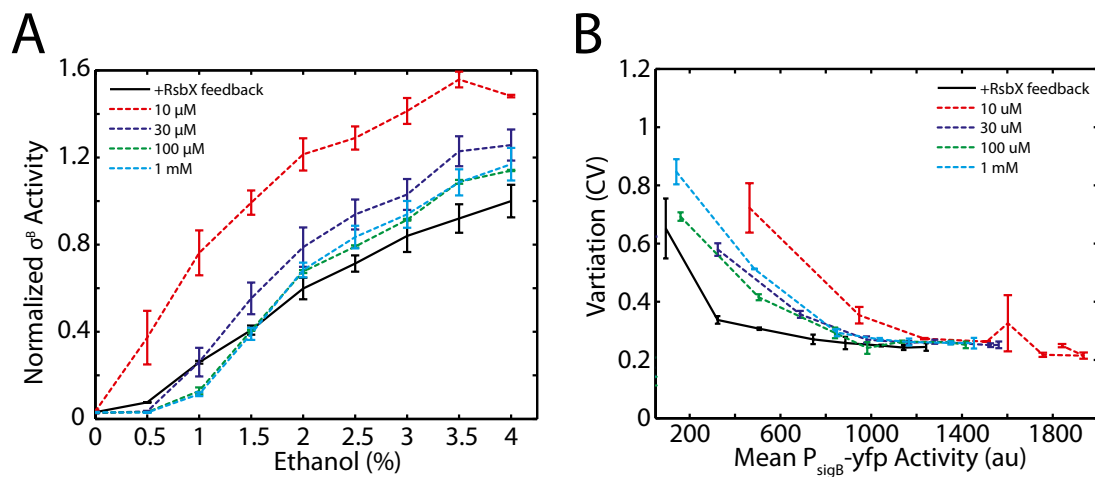 A
Normalized σᴮ Activity
1.6
1.2
0.8
0.4
0
+RsbX feedback
10 µM
30 µM
100 µM
1 mM
0 0.5 1 1.5 2 2.5 3 3.5 4
Ethanol (%)
B
Vartiation (CV)
1.2
1.0
0.8
0.6
0.4
0.2
0
+RsbX feedback
10 uM
30 uM
100 uM
1 mM
200 600 1000 1400 1800
Mean PsigB-yfp Activity (au)